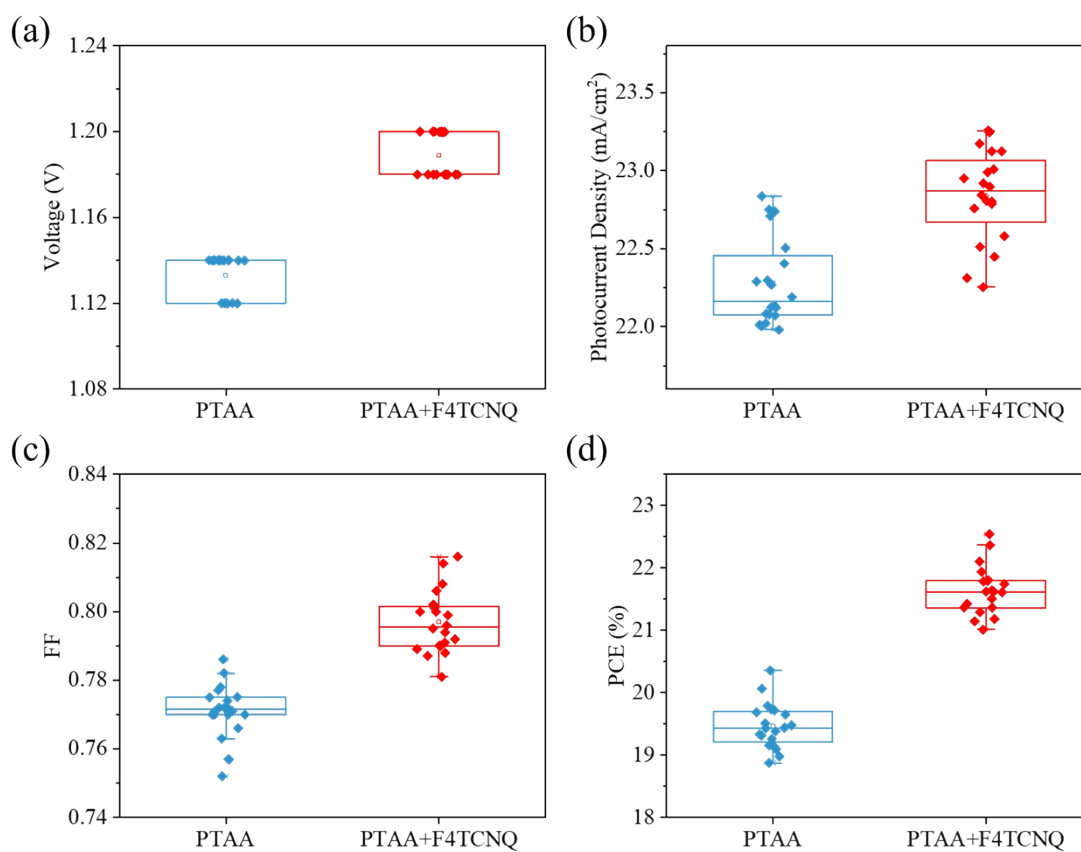 (a)
Voltage (V)
1.24
1.20
1.16
1.12
1.08
PTAA
PTAA+F4TCNQ
(b)
Photocurrent Density (mA/cm²)
23.5
23.0
22.5
22.0
PTAA
PTAA+F4TCNQ
(c)
FF
0.84
0.82
0.80
0.78
0.76
0.74
PTAA
PTAA+F4TCNQ
(d)
PCE (%)
23
22
21
20
19
18
PTAA
PTAA+F4TCNQ